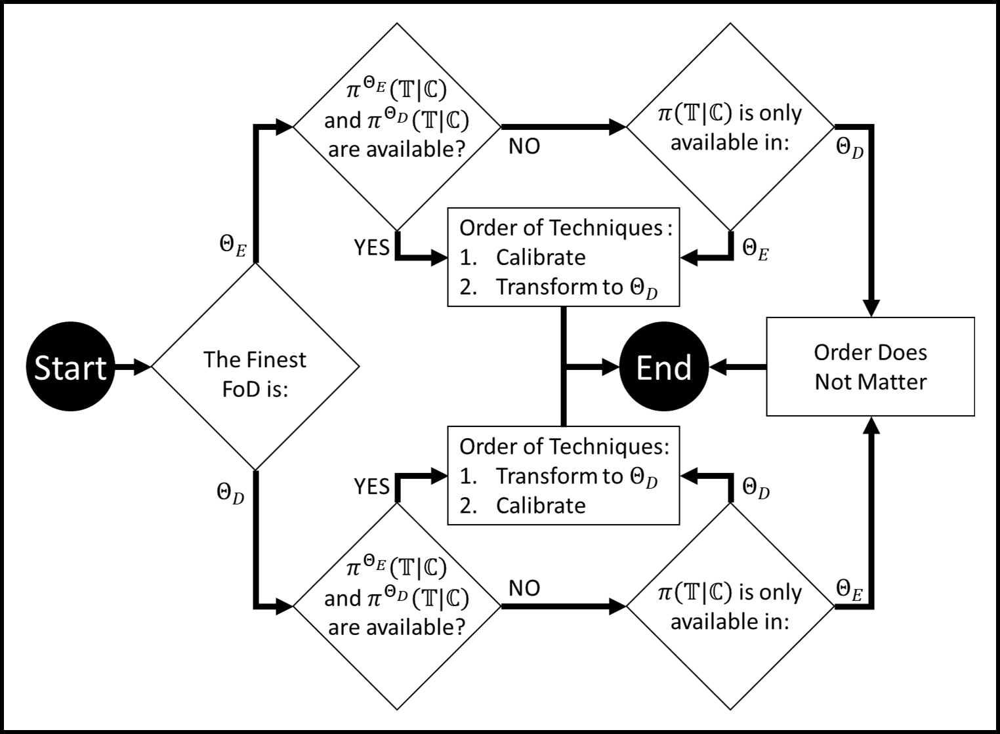 Start
The Finest
FoD is:
Θ_E
Θ_D
π^{Θ_E}(𝕋|ℂ)
and π^{Θ_D}(𝕋|ℂ)
are available?
NO
YES
π(𝕋|ℂ) is only
available in:
Θ_D
Θ_E
Order of Techniques :
1. Calibrate
2. Transform to Θ_D
End
Order Does
Not Matter
Order of Techniques:
1. Transform to Θ_D
2. Calibrate
YES
π^{Θ_E}(𝕋|ℂ)
and π^{Θ_D}(𝕋|ℂ)
are available?
NO
Θ_D
π(𝕋|ℂ) is only
available in:
Θ_E